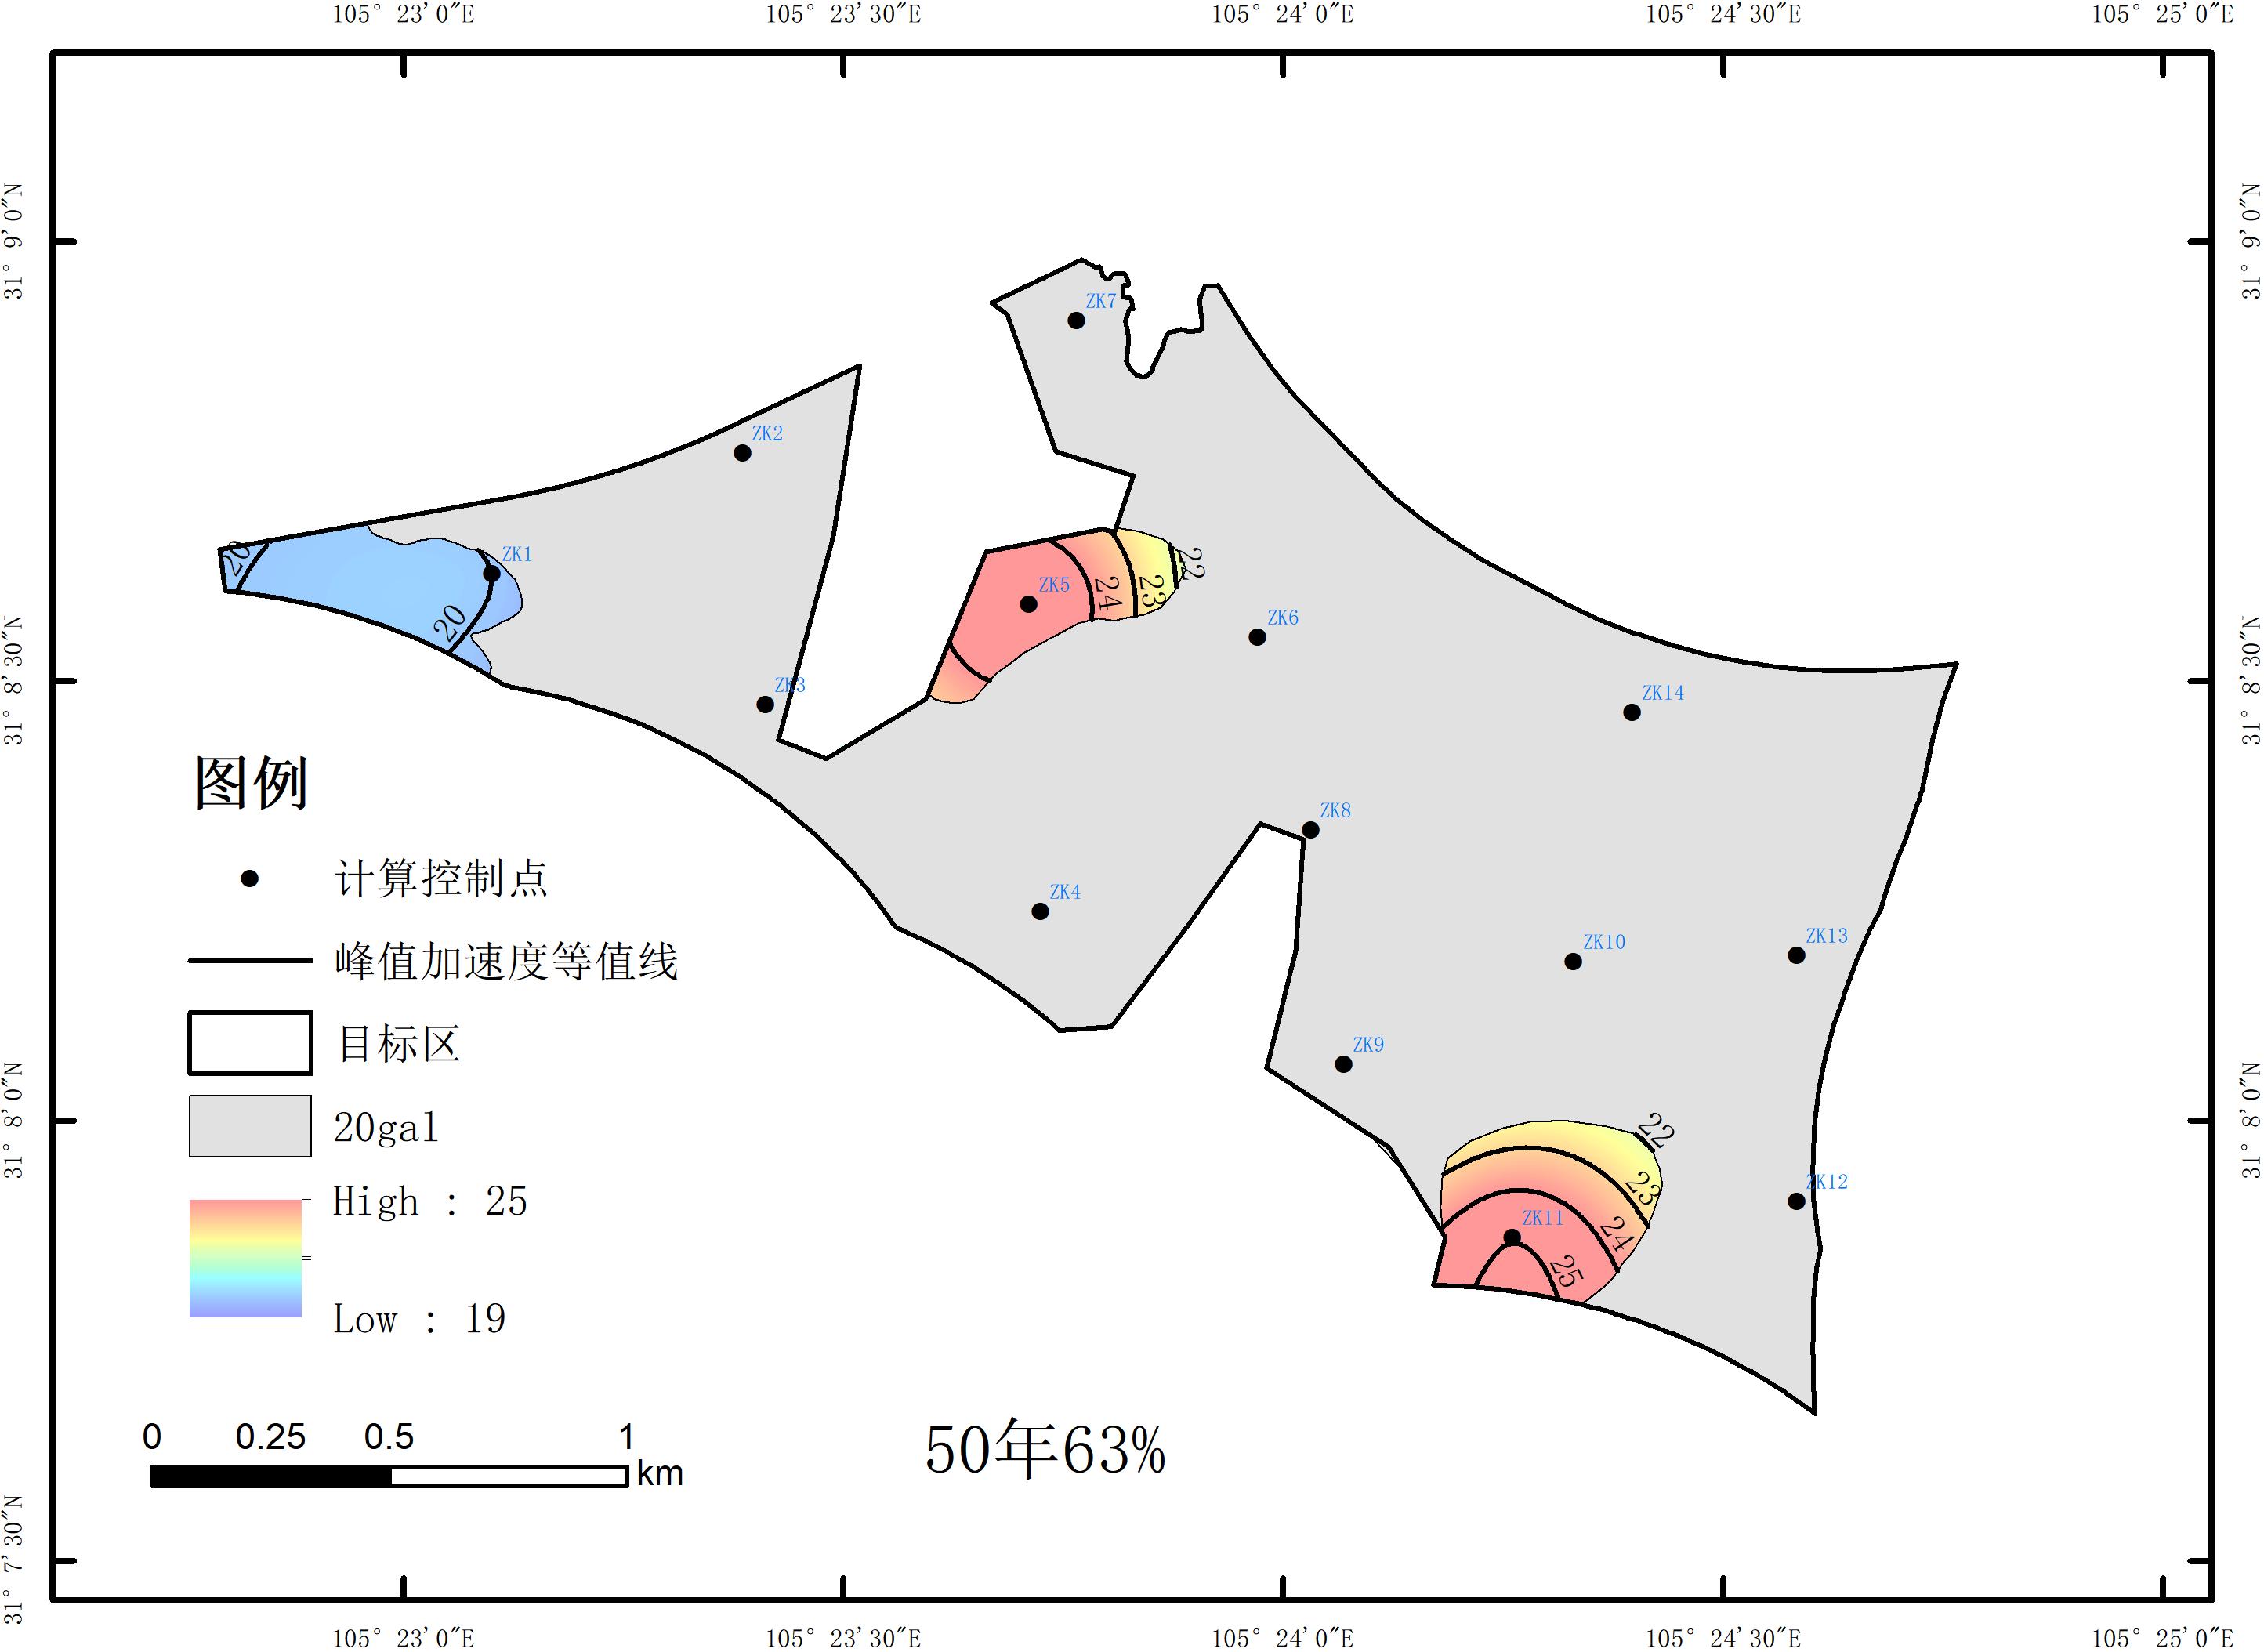 105° 23'0"E
105° 23'30"E
105° 24'0"E
105° 24'30"E
105° 25'0"E
31° 9'0"N
31° 9'0"N
ZK7
ZK2
ZK1
20
20
ZK5
24
23
22
ZK6
31° 8'30"N
31° 8'30"N
ZK3
ZK14
图例
ZK8
计算控制点
ZK4
峰值加速度等值线
ZK10
ZK13
目标区
ZK9
20gal
31° 8'0"N
31° 8'0"N
22
23
24
25
ZK12
ZK11
High : 25
Low : 19
0 0.25 0.5 1
km
50年63%
31° 7'30"N
105° 23'0"E
105° 23'30"E
105° 24'0"E
105° 24'30"E
105° 25'0"E